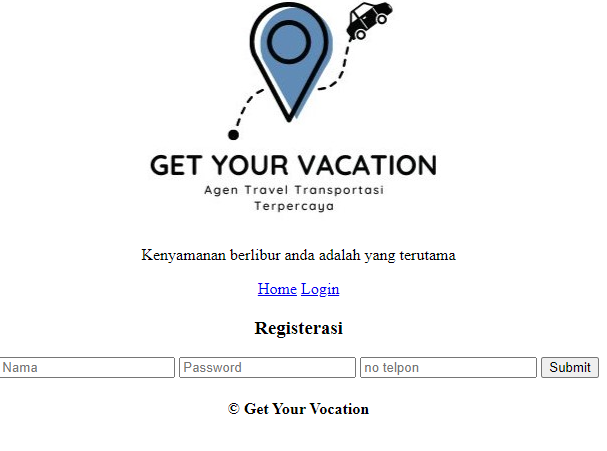 GET YOUR VACATION
Agen Travel Transportasi
Terpercaya
Kenyamanan berlibur anda adalah yang terutama
Home Login
Registerasi
Nama Password no telpon Submit
© Get Your Vocation